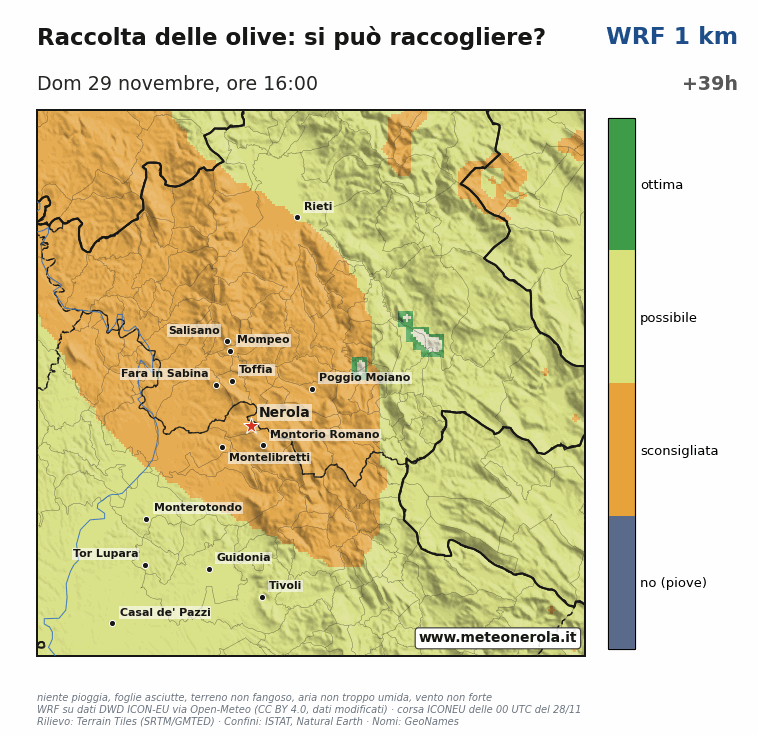 Raccolta delle olive: si può raccogliere?
WRF 1 km
Dom 29 novembre, ore 16:00
+39h
ottima
possibile
sconsigliata
no (piove)
Rieti
Salisano
Mompeo
Toffia
Fara in Sabina
Poggio Moiano
Nerola
Montorio Romano
Montelibretti
Monterotondo
Tor Lupara
Guidonia
Tivoli
Casal de' Pazzi
www.meteonerola.it
niente pioggia, foglie asciutte, terreno non fangoso, aria non troppo umida, vento non forte
WRF su dati DWD ICON-EU via Open-Meteo (CC BY 4.0, dati modificati) · corsa ICONEU delle 00 UTC del 28/11
Rilievo: Terrain Tiles (SRTM/GMTED) · Confini: ISTAT, Natural Earth · Nomi: GeoNames